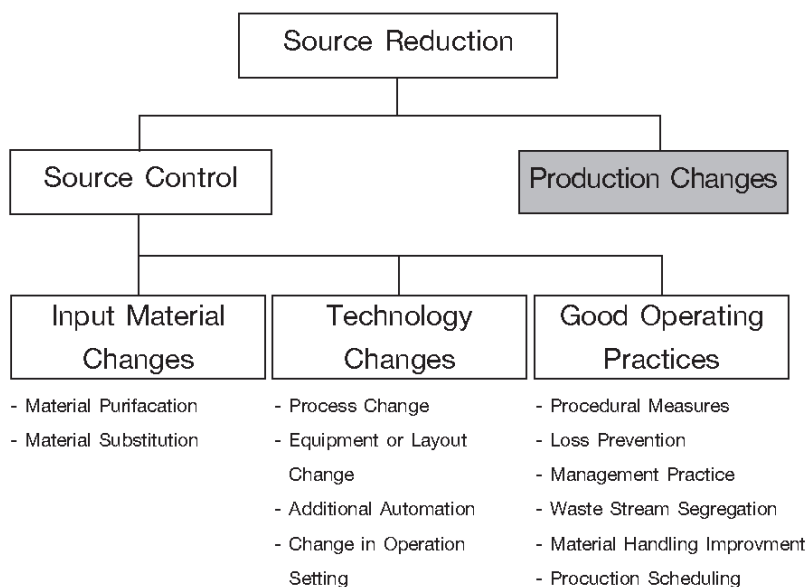 Source Reduction
Source Control
Production Changes
Input Material
Changes
- Material Purifacation
- Material Substitution
Technology
Changes
- Process Change
- Equipment or Layout
Change
- Additional Automation
- Change in Operation
Setting
Good Operating
Practices
- Procedural Measures
- Loss Prevention
- Management Practice
- Waste Stream Segregation
- Material Handling Improvment
- Procuction Scheduling